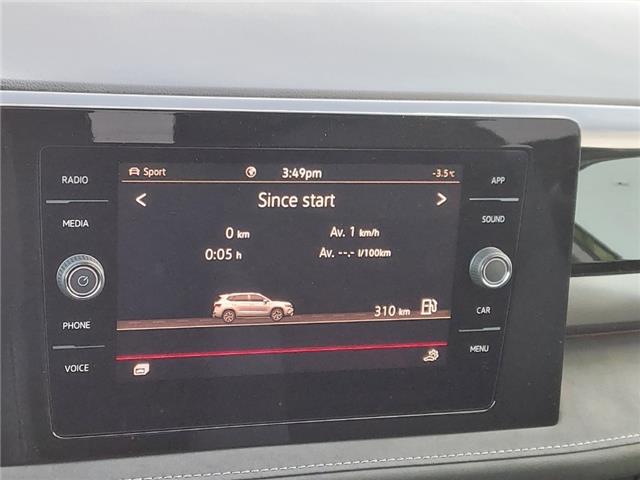 RADIO
MEDIA
PHONE
VOICE
Sport 3:49pm -3.5°C
< Since start >
0 km Av. 1 km/h
0:05 h Av. --.- l/100km
310 km
APP
SOUND
CAR
MENU